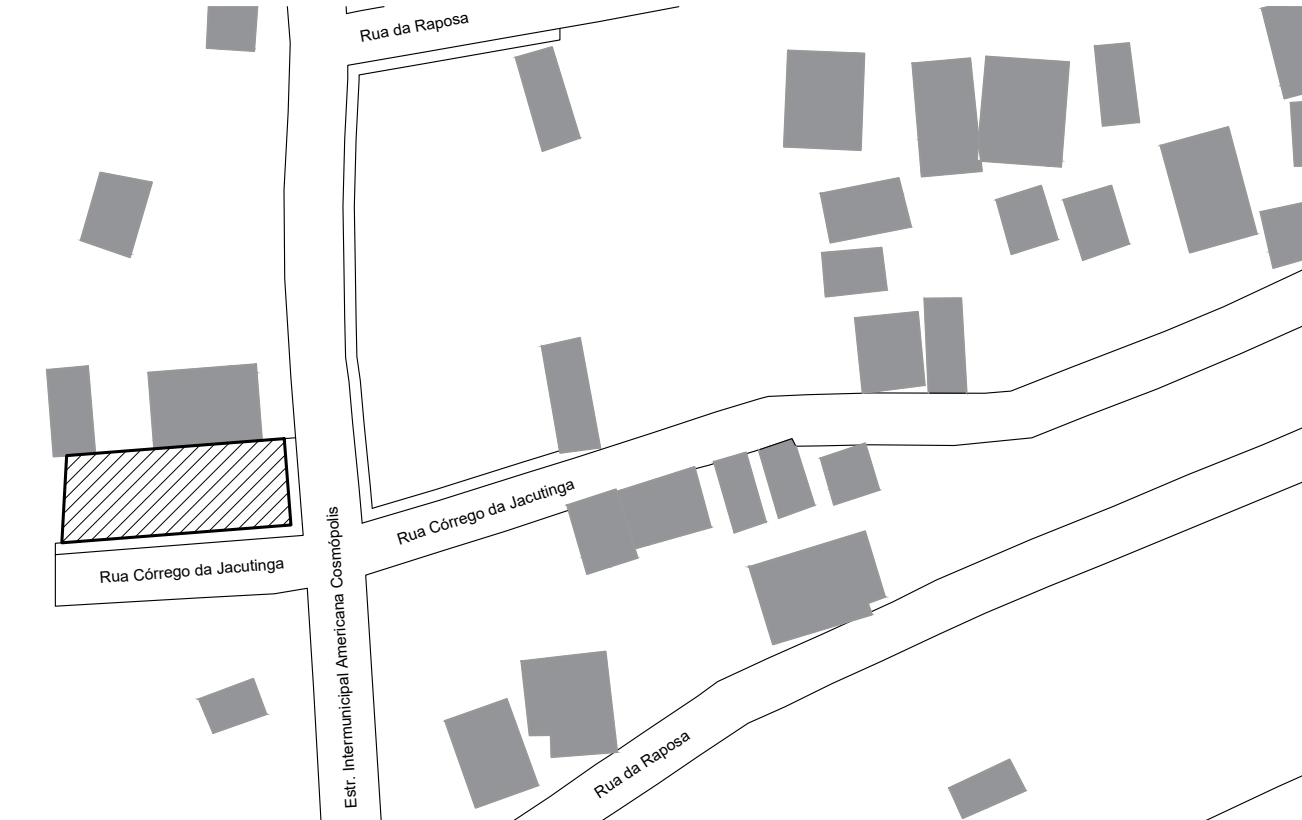 Rua da Raposa
Rua Córrego da Jacutinga
Rua Córrego da Jacutinga
Estr. Intermunicipal Americana Cosmópolis
Rua da Raposa